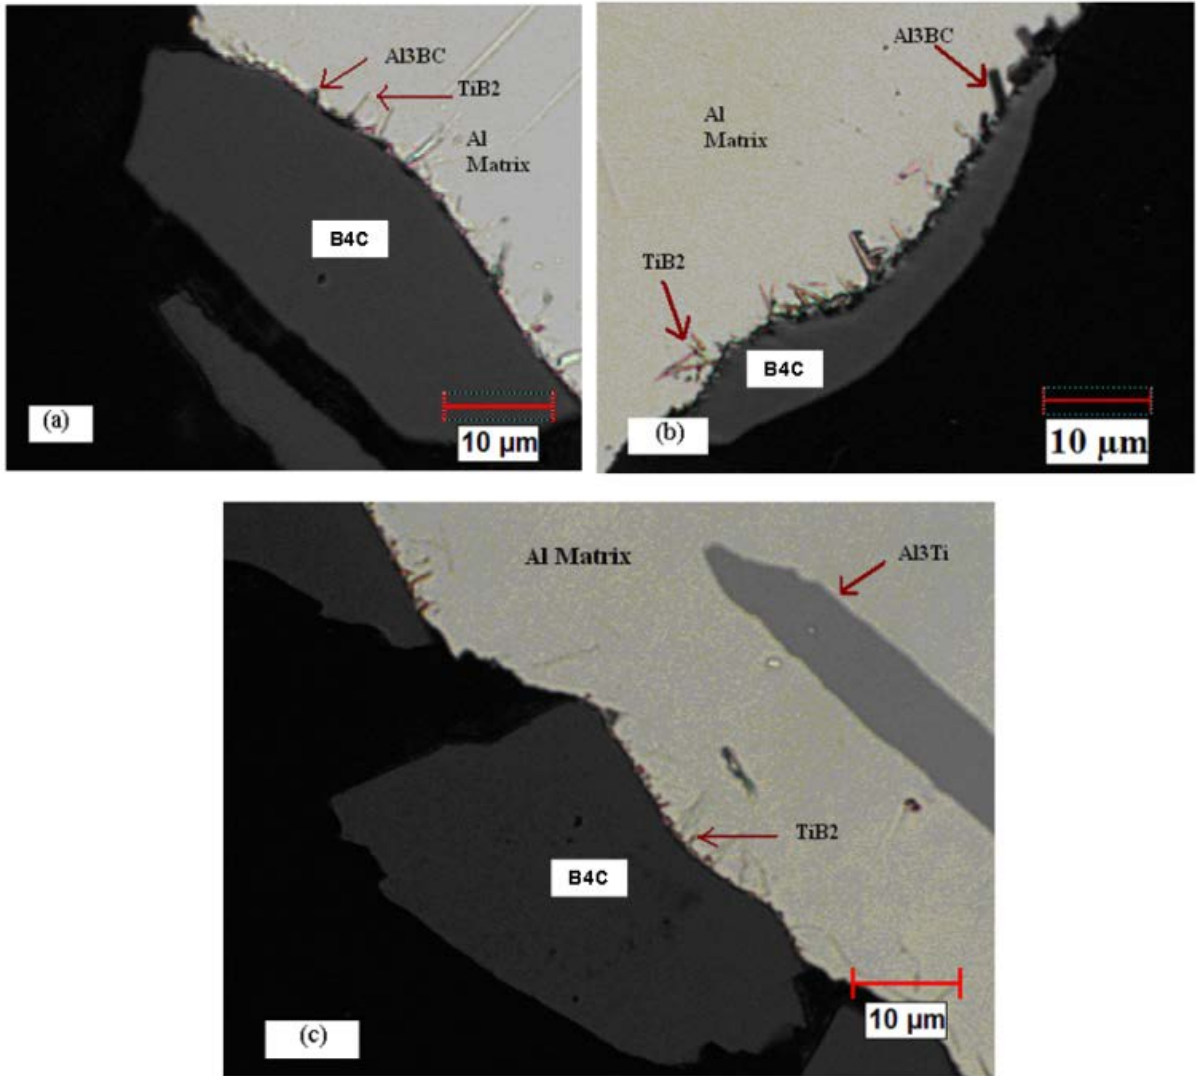 Al3BC
TiB2
Al
Matrix
B4C
(a)
10 µm
Al3BC
Al
Matrix
TiB2
B4C
(b)
10 µm
Al Matrix
Al3Ti
TiB2
B4C
10 µm
(c)